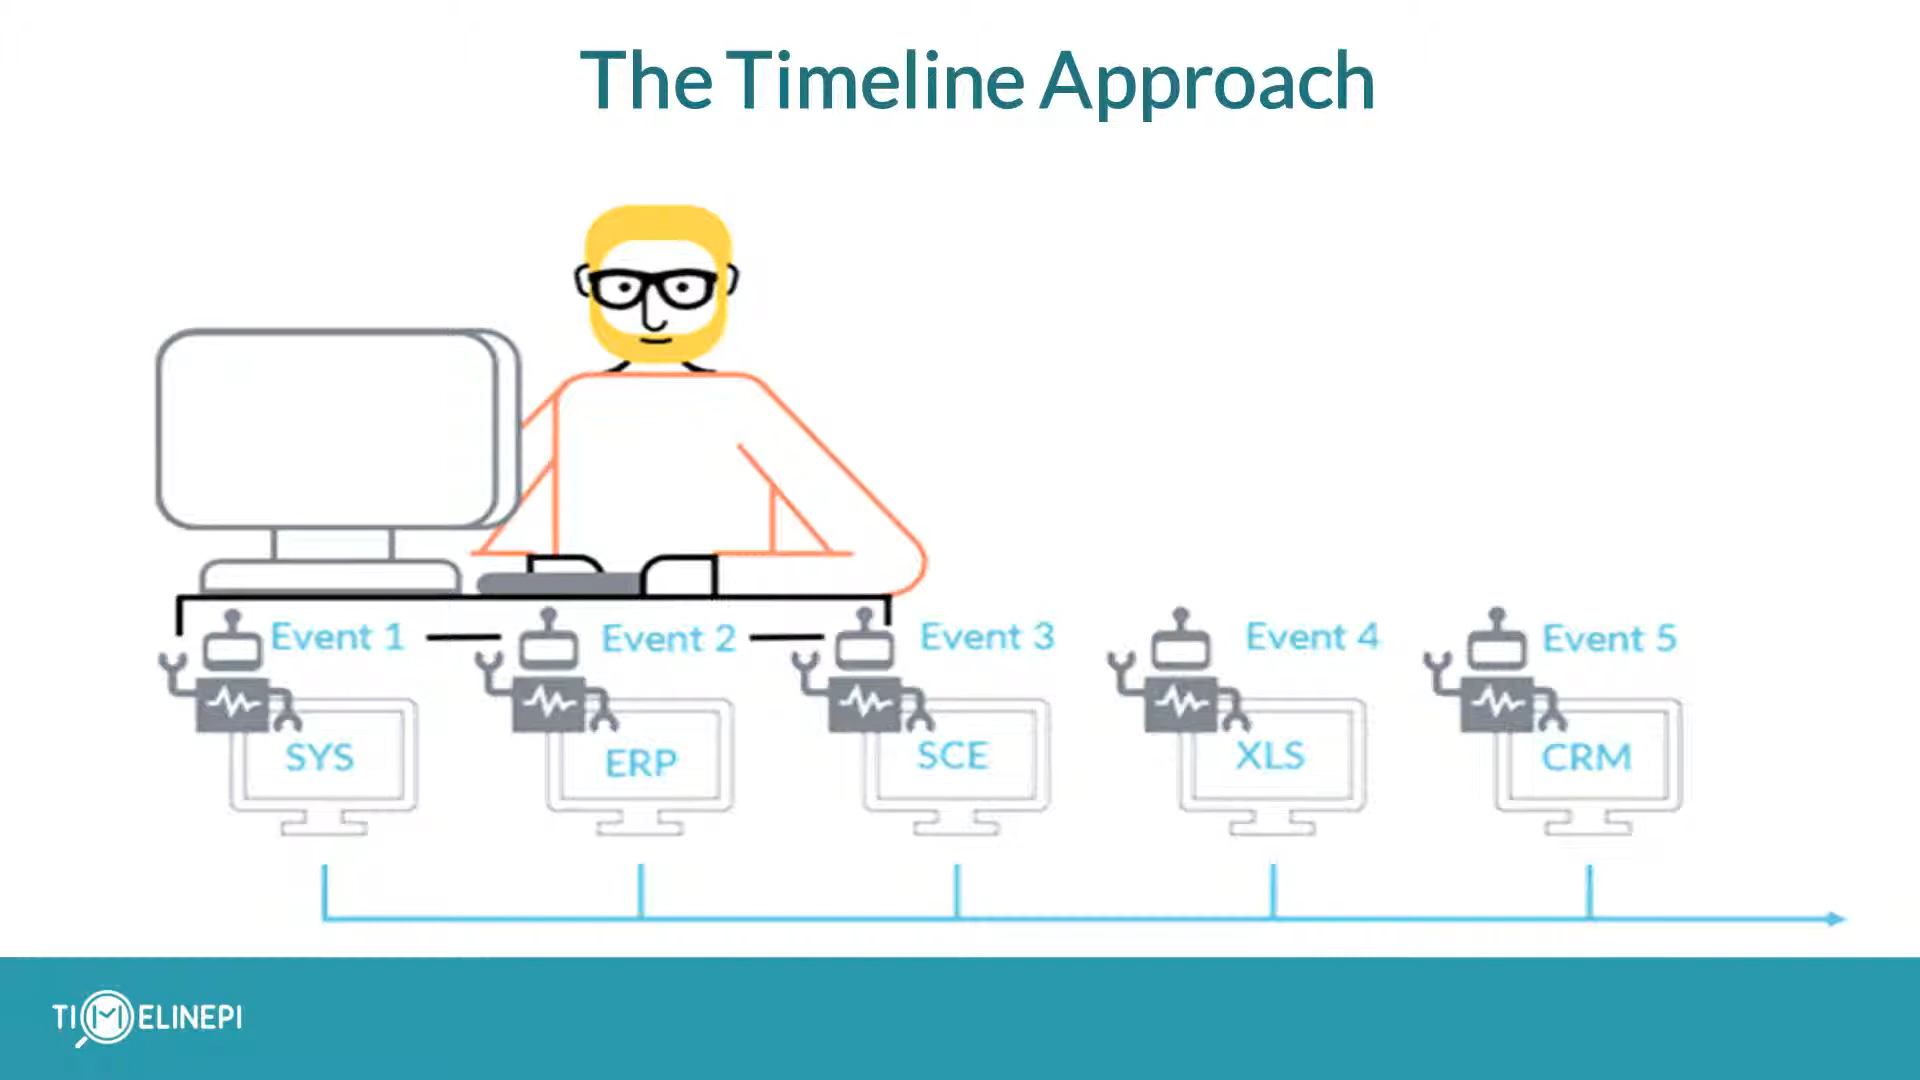 The Timeline Approach
Event 1
Event 2
Event 3
Event 4
Event 5
SYS
ERP
SCE
XLS
CRM
TIMELINEPI